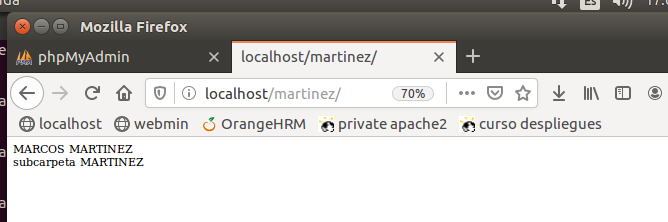 ES
Mozilla Firefox
phpMyAdmin
localhost/martinez/
localhost/martinez/ 70%
localhost webmin OrangeHRM private apache2 curso despliegues
MARCOS MARTINEZ
subcarpeta MARTINEZ